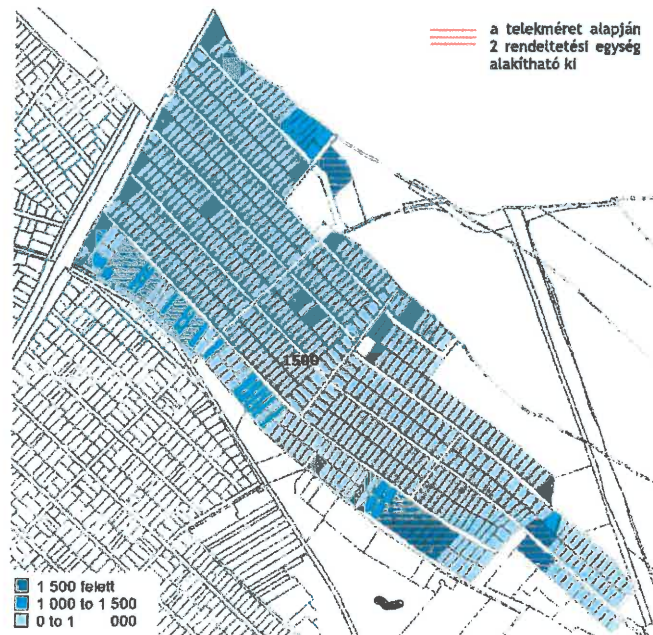 a telekméret alapján
2 rendeltetési egység
alakítható ki
1500
1 500 felett
1 000 to 1 500
0 to 1 000